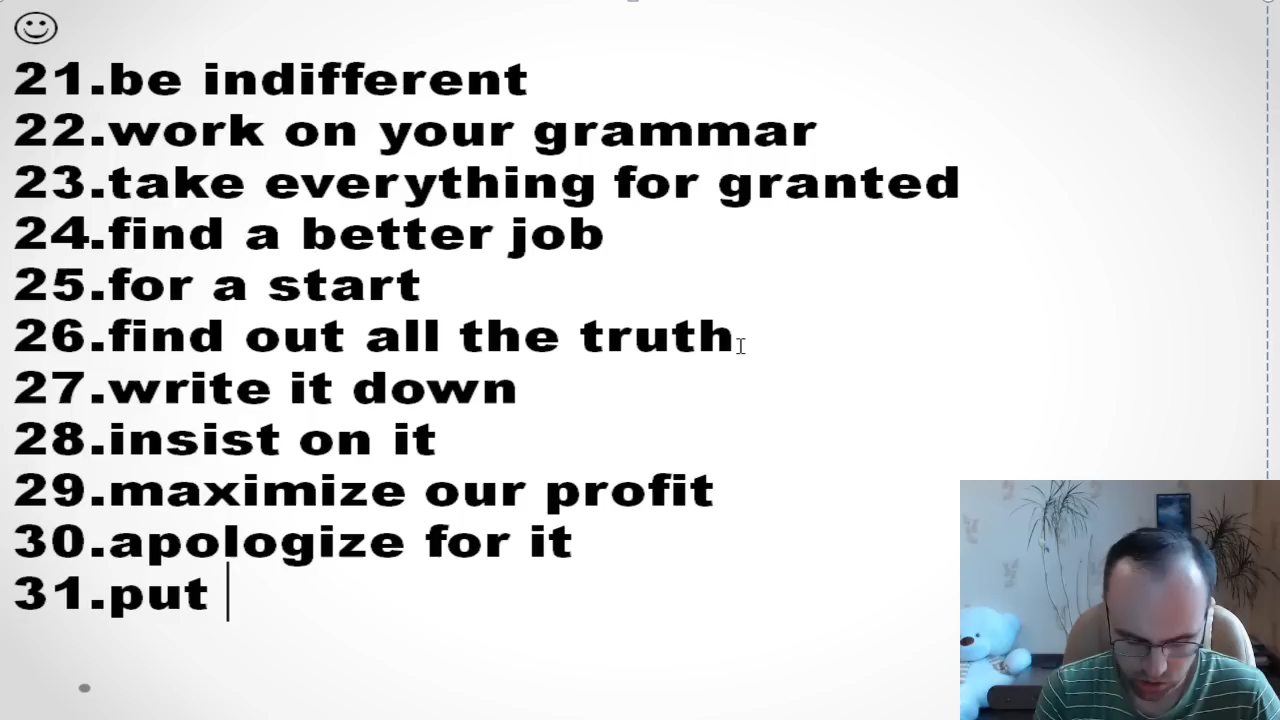 21.be indifferent
22.work on your grammar
23.take everything for granted
24.find a better job
25.for a start
26.find out all the truth
27.write it down
28.insist on it
29.maximize our profit
30.apologize for it
31.put